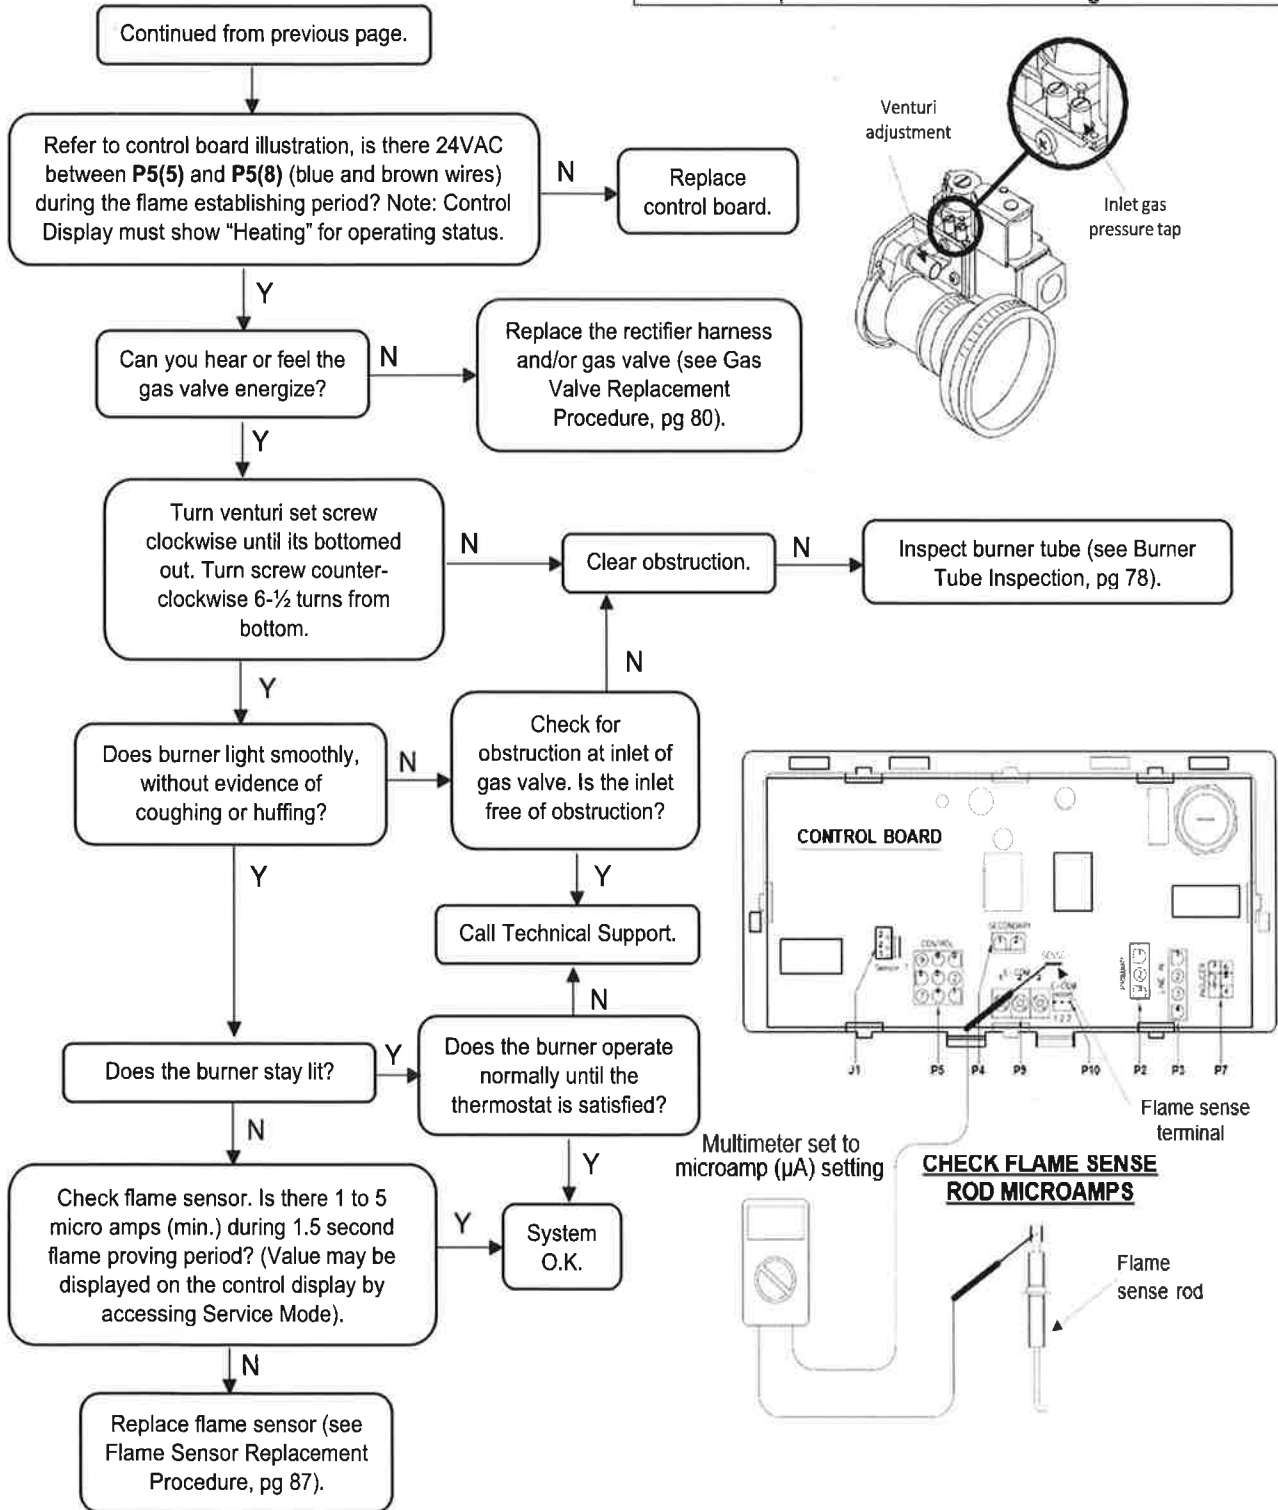 Continued from previous page.
Refer to control board illustration, is there 24VAC
between P5(5) and P5(8) (blue and brown wires)
during the flame establishing period? Note: Control
Display must show “Heating” for operating status.
N
Replace
control board.
Venturi
adjustment
Inlet gas
pressure tap
Y
Can you hear or feel the
gas valve energize?
N
Replace the rectifier harness
and/or gas valve (see Gas
Valve Replacement
Procedure, pg 80).
Y
Turn venturi set screw
clockwise until its bottomed
out. Turn screw counter-
clockwise 6-½ turns from
bottom.
N
Clear obstruction.
N
Inspect burner tube (see Burner
Tube Inspection, pg 78).
Y
N
Does burner light smoothly,
without evidence of
coughing or huffing?
N
Check for
obstruction at inlet of
gas valve. Is the inlet
free of obstruction?
Y
Y
Call Technical Support.
N
Does the burner stay lit?
Y
Does the burner operate
normally until the
thermostat is satisfied?
N
Y
Check flame sensor. Is there 1 to 5
micro amps (min.) during 1.5 second
flame proving period? (Value may be
displayed on the control display by
accessing Service Mode).
Y
System
O.K.
N
Replace flame sensor (see
Flame Sensor Replacement
Procedure, pg 87).
CONTROL BOARD
SECONDARY
CONTROL
Sensor 1
SENSE
E-COM
LINE IN
J1
P5
P4
P9
P10
P2
P3
P7
Flame sense
terminal
Multimeter set to
microamp (µA) setting
CHECK FLAME SENSE
ROD MICROAMPS
Flame
sense rod